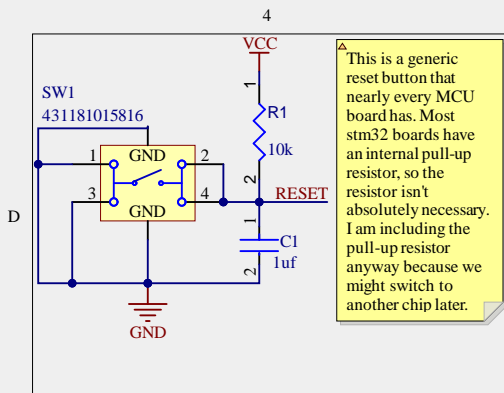 4
VCC
SW1
431181015816
1
R1
10k
2
GND
1
2
3
4
GND
RESET
1
C1
1uf
2
GND
D
This is a generic
reset button that
nearly every MCU
board has. Most
stm32 boards have
an internal pull-up
resistor, so the
resistor isn't
absolutely necessary.
I am including the
pull-up resistor
anyway because we
might switch to
another chip later.